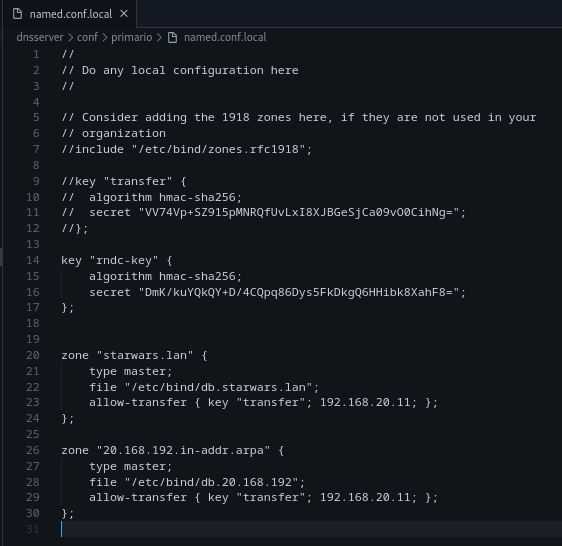 named.conf.local ×
dnsserver > conf > primario > named.conf.local
1 //
2 // Do any local configuration here
3 //
4
5 // Consider adding the 1918 zones here, if they are not used in your
6 // organization
7 //include "/etc/bind/zones.rfc1918";
8
9 //key "transfer" {
10 //  algorithm hmac-sha256;
11 //  secret "VV74Vp+SZ915pMNRQfUvLxI8XJBGeSjCa09vO0CihNg=";
12 //};
13
14 key "rndc-key" {
15     algorithm hmac-sha256;
16     secret "DmK/kuYQkQY+D/4CQpq86Dys5FkDkgQ6HHibk8XahF8=";
17 };
18
19
20 zone "starwars.lan" {
21     type master;
22     file "/etc/bind/db.starwars.lan";
23     allow-transfer { key "transfer"; 192.168.20.11; };
24 };
25
26 zone "20.168.192.in-addr.arpa" {
27     type master;
28     file "/etc/bind/db.20.168.192";
29     allow-transfer { key "transfer"; 192.168.20.11; };
30 };
31